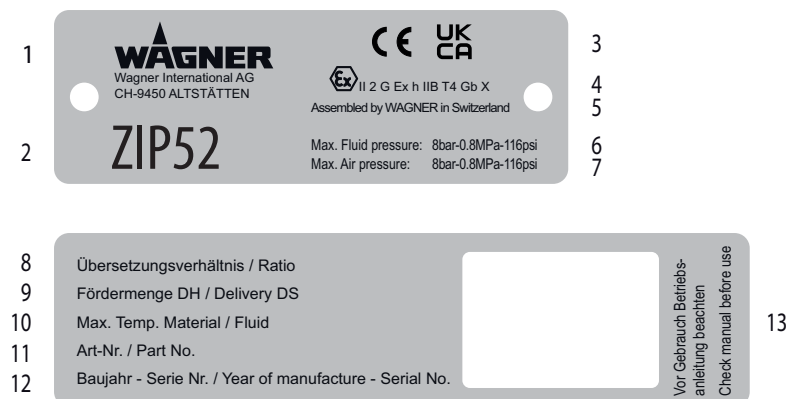 1
WAGNER
Wagner International AG
CH-9450 ALTSTÄTTEN
2
ZIP52
CE UK CA
3
Ex II 2 G Ex h IIB T4 Gb X
4
Assembled by WAGNER in Switzerland
5
Max. Fluid pressure: 8bar-0.8MPa-116psi
6
Max. Air pressure: 8bar-0.8MPa-116psi
7
8 Übersetzungsverhältnis / Ratio
9 Fördermenge DH / Delivery DS
10 Max. Temp. Material / Fluid
11 Art-Nr. / Part No.
12 Baujahr - Serie Nr. / Year of manufacture - Serial No.
Vor Gebrauch Betriebs-
anleitung beachten
Check manual before use
13